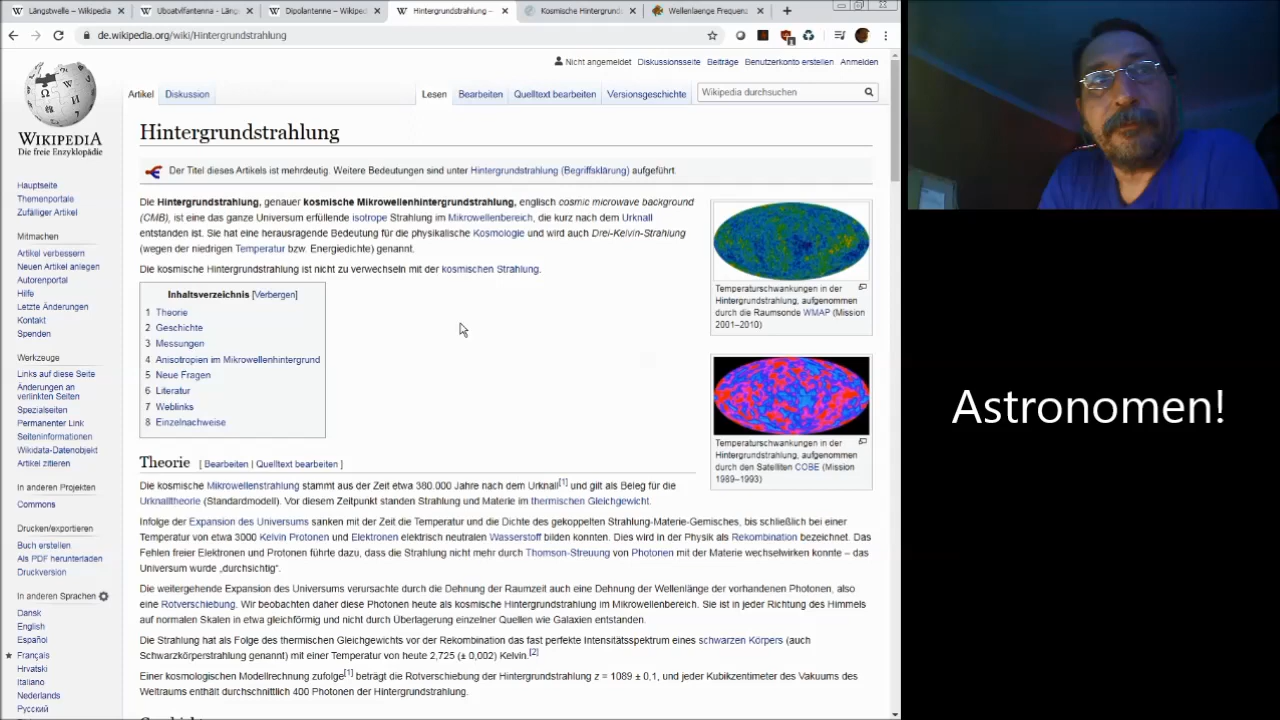 Längstwelle – Wikipedia
Uboatvlfantenna - Läng
Dipolantenne – Wikiped
Hintergrundstrahlung –
Kosmische Hintergrund
Wellenlaenge Frequenz
de.wikipedia.org/wiki/Hintergrundstrahlung
Nicht angemeldet Diskussionsseite Beiträge Benutzerkonto erstellen Anmelden
Artikel Diskussion Lesen Bearbeiten Quelltext bearbeiten Versionsgeschichte Wikipedia durchsuchen
WIKIPEDIA
Die freie Enzyklopädie
Hauptseite
Themenportale
Zufälliger Artikel
Mitmachen
Artikel verbessern
Neuen Artikel anlegen
Autorenportal
Hilfe
Letzte Änderungen
Kontakt
Spenden
Werkzeuge
Links auf diese Seite
Änderungen an
verlinkten Seiten
Spezialseiten
Permanenter Link
Seiteninformationen
Wikidata-Datenobjekt
Artikel zitieren
In anderen Projekten
Commons
Drucken/exportieren
Buch erstellen
Als PDF herunterladen
Druckversion
In anderen Sprachen
Dansk
English
Español
Français
Hrvatski
Italiano
Nederlands
Русский
Hintergrundstrahlung
Der Titel dieses Artikels ist mehrdeutig. Weitere Bedeutungen sind unter Hintergrundstrahlung (Begriffsklärung) aufgeführt.
Die Hintergrundstrahlung, genauer kosmische Mikrowellenhintergrundstrahlung, englisch cosmic microwave background
(CMB), ist eine das ganze Universum erfüllende isotrope Strahlung im Mikrowellenbereich, die kurz nach dem Urknall
entstanden ist. Sie hat eine herausragende Bedeutung für die physikalische Kosmologie und wird auch Drei-Kelvin-Strahlung
(wegen der niedrigen Temperatur bzw. Energiedichte) genannt.
Die kosmische Hintergrundstrahlung ist nicht zu verwechseln mit der kosmischen Strahlung.
Inhaltsverzeichnis [Verbergen]
1 Theorie
2 Geschichte
3 Messungen
4 Anisotropien im Mikrowellenhintergrund
5 Neue Fragen
6 Literatur
7 Weblinks
8 Einzelnachweise
Temperaturschwankungen in der
Hintergrundstrahlung, aufgenommen
durch die Raumsonde WMAP (Mission
2001–2010)
Temperaturschwankungen in der
Hintergrundstrahlung, aufgenommen
durch den Satelliten COBE (Mission
1989–1993)
Theorie [ Bearbeiten | Quelltext bearbeiten ]
Die kosmische Mikrowellenstrahlung stammt aus der Zeit etwa 380.000 Jahre nach dem Urknall[1] und gilt als Beleg für die
Urknalltheorie (Standardmodell). Vor diesem Zeitpunkt standen Strahlung und Materie im thermischen Gleichgewicht.
Infolge der Expansion des Universums sanken mit der Zeit die Temperatur und die Dichte des gekoppelten Strahlung-Materie-Gemisches, bis schließlich bei einer
Temperatur von etwa 3000 Kelvin Protonen und Elektronen elektrisch neutralen Wasserstoff bilden konnten. Dies wird in der Physik als Rekombination bezeichnet. Das
Fehlen freier Elektronen und Protonen führte dazu, dass die Strahlung nicht mehr durch Thomson-Streuung von Photonen mit der Materie wechselwirken konnte – das
Universum wurde „durchsichtig“.
Die weitergehende Expansion des Universums verursachte durch die Dehnung der Raumzeit auch eine Dehnung der Wellenlänge der vorhandenen Photonen, also
eine Rotverschiebung. Wir beobachten daher diese Photonen heute als kosmische Hintergrundstrahlung im Mikrowellenbereich. Sie ist in jeder Richtung des Himmels
auf normalen Skalen in etwa gleichförmig und nicht durch Überlagerung einzelner Quellen wie Galaxien entstanden.
Die Strahlung hat als Folge des thermischen Gleichgewichts vor der Rekombination das fast perfekte Intensitätsspektrum eines schwarzen Körpers (auch
Schwarzkörperstrahlung genannt) mit einer Temperatur von heute 2,725 (± 0,002) Kelvin.[2]
Einer kosmologischen Modellrechnung zufolge[1] beträgt die Rotverschiebung der Hintergrundstrahlung z = 1089 ± 0,1, und jeder Kubikzentimeter des Vakuums des
Weltraums enthält durchschnittlich 400 Photonen der Hintergrundstrahlung.
Astronomen!